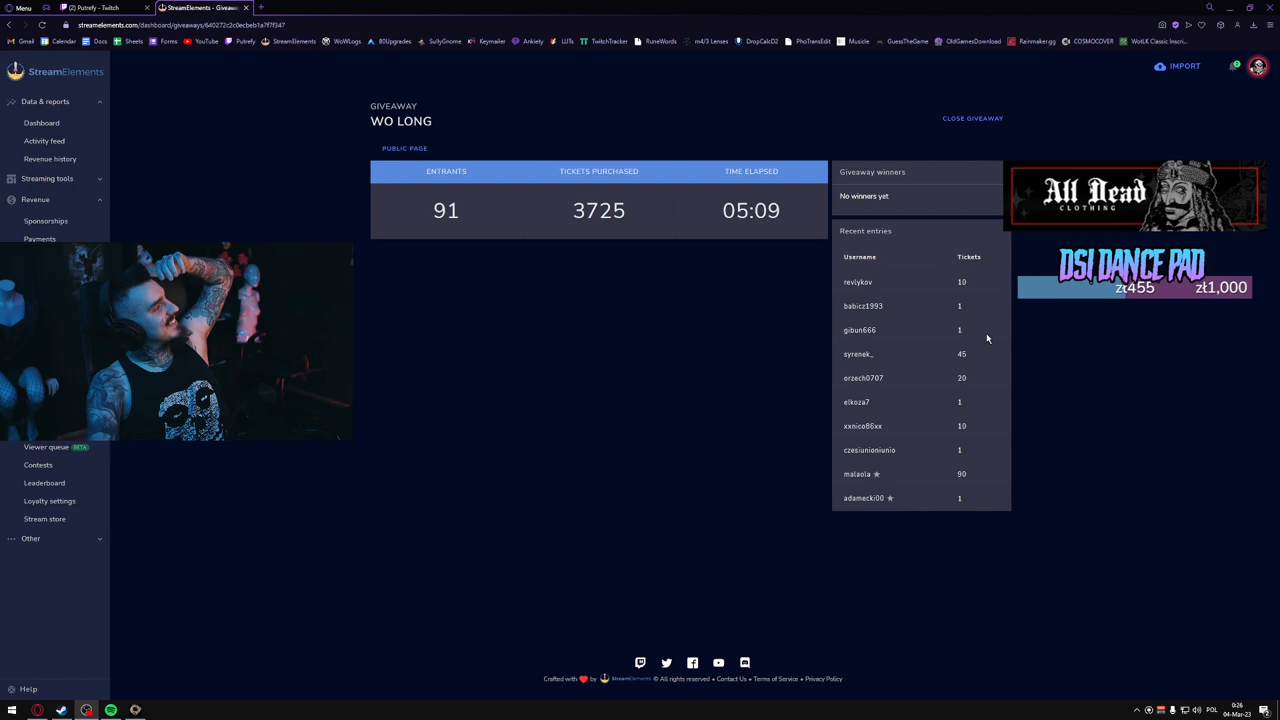 Menu
Putrefy - Twitch
StreamElements - Giveaw
streamelements.com/dashboard/giveaways/640272c2c0ecbeb1a7f7f347
Gmail
Calendar
Docs
Sheets
Forms
YouTube
Putrefy
StreamElements
WoWLogs
80Upgrades
SullyGnome
Keymailer
Ankiety
LUTs
TwitchTracker
RuneWords
m4/3 Lenses
DropCalcD2
PhoTransEdit
Musicle
GuessTheGame
OldGamesDownload
Rainmaker.gg
COSMOCOVER
WotLK Classic Inscri...
StreamElements
IMPORT
Data & reports
Dashboard
Activity feed
Revenue history
Streaming tools
Revenue
Sponsorships
Payments
Viewer queue BETA
Contests
Leaderboard
Loyalty settings
Stream store
Other
Help
GIVEAWAY
WO LONG
CLOSE GIVEAWAY
PUBLIC PAGE
ENTRANTS TICKETS PURCHASED TIME ELAPSED
91 3725 05:09
Giveaway winners
No winners yet
Recent entries
Username Tickets
revlykov 10
babicz1993 1
gibun666 1
syrenek_ 45
orzech0707 20
elkoza7 1
xxnico86xx 10
czesiunioniunio 1
malaola ★ 90
adamecki00 ★ 1
All Dead
CLOTHING
DSI DANCE PAD
zł455 zł1,000
Crafted with ❤ by StreamElements © All rights reserved • Contact Us • Terms of Service • Privacy Policy
POL
0:26
04-Mar-23